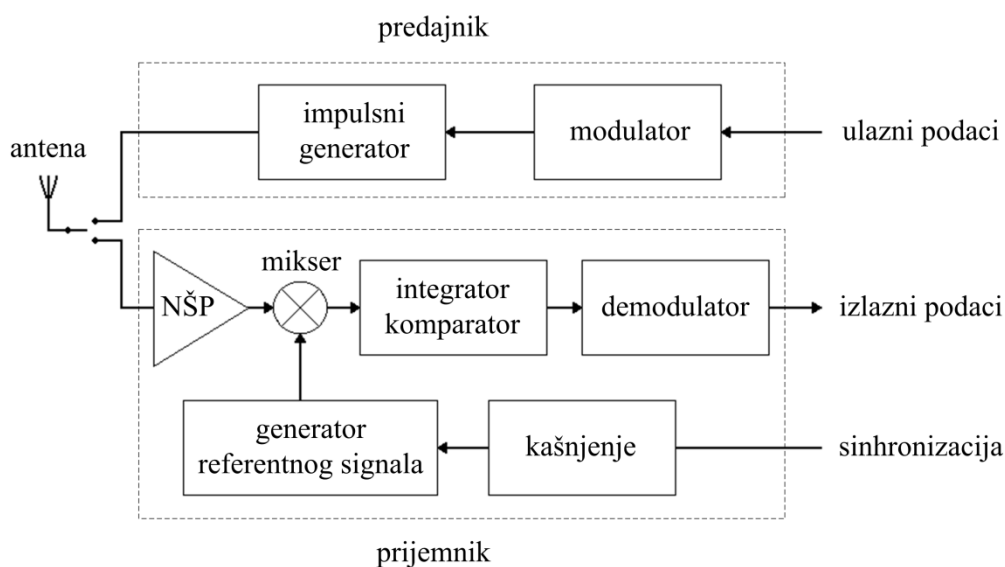 predajnik
impulsni
generator
modulator
ulazni podaci
antena
mikser
NŠP
integrator
komparator
demodulator
izlazni podaci
generator
referentnog signala
kašnjenje
sinhronizacija
prijemnik